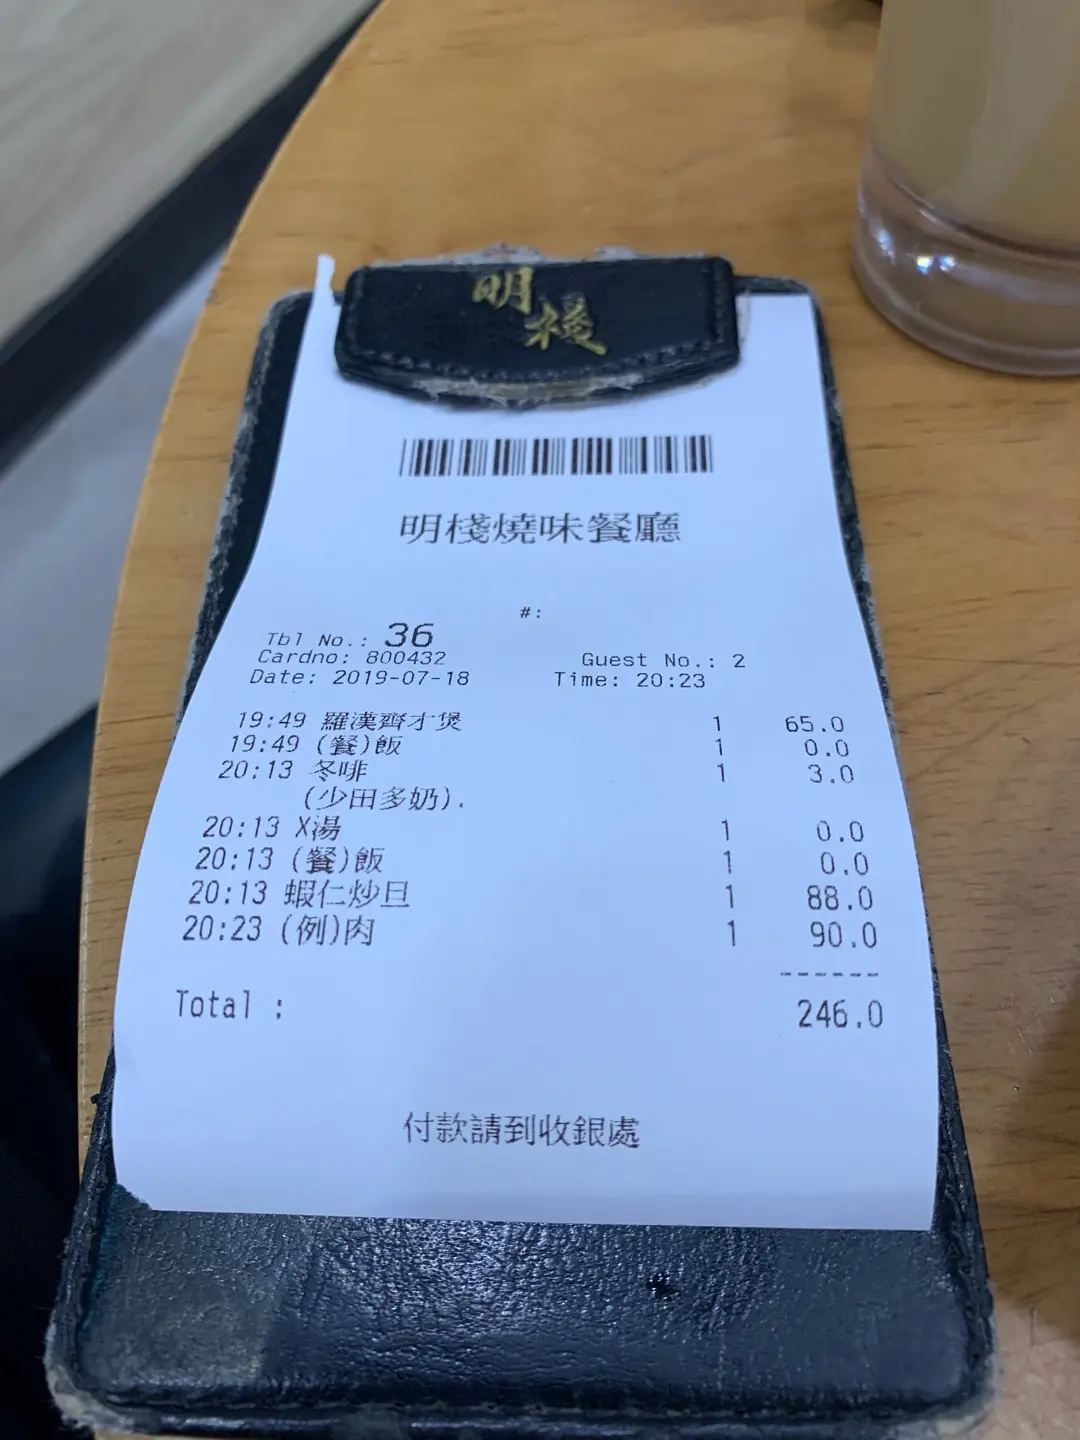 明
棧
明棧燒味餐廳
#:
Tbl No.: 36
Cardno: 800432 Guest No.: 2
Date: 2019-07-18 Time: 20:23
19:49 羅漢齊才煲 1 65.0
19:49 (餐)飯 1 0.0
20:13 冬啡 1 3.0
(少田多奶).
20:13 X湯 1 0.0
20:13 (餐)飯 1 0.0
20:13 蝦仁炒旦 1 88.0
20:23 (例)肉 1 90.0
------
Total : 246.0
付款請到收銀處